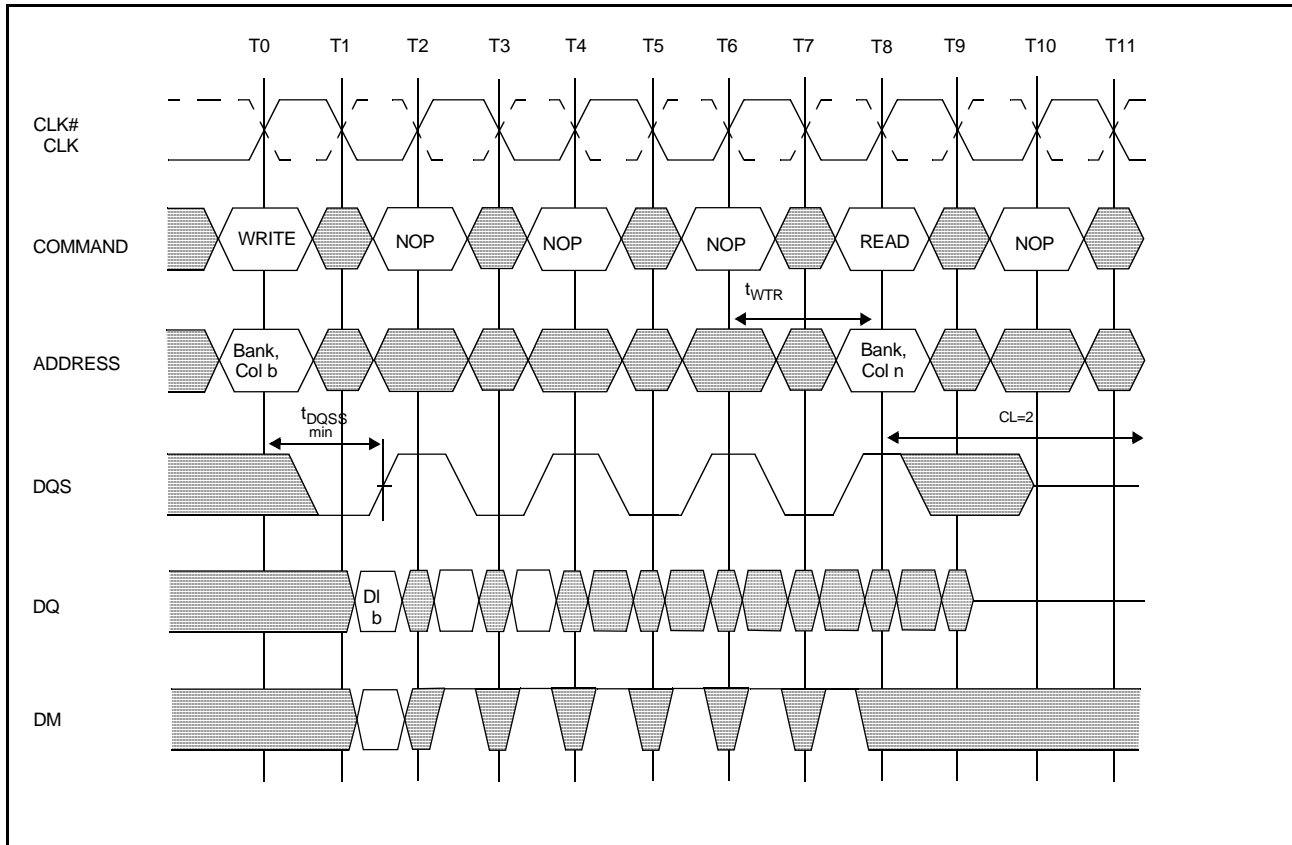 T0 T1 T2 T3 T4 T5 T6 T7 T8 T9 T10 T11
CLK#
CLK
COMMAND WRITE NOP NOP NOP READ NOP
tWTR
ADDRESS Bank, Col b Bank, Col n
tDQSS min
CL=2
DQS
DQ DI b
DM